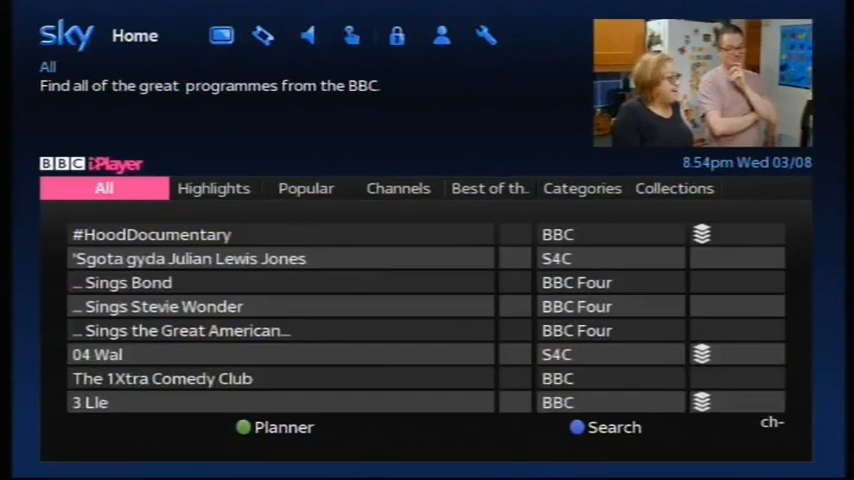 sky Home
All
Find all of the great programmes from the BBC.
BBC iPlayer
8.54pm Wed 03/08
All Highlights Popular Channels Best of th.. Categories Collections
#HoodDocumentary BBC
'Sgota gyda Julian Lewis Jones S4C
... Sings Bond BBC Four
... Sings Stevie Wonder BBC Four
... Sings the Great American... BBC Four
04 Wal S4C
The 1Xtra Comedy Club BBC
3 Lle BBC
Planner Search ch-